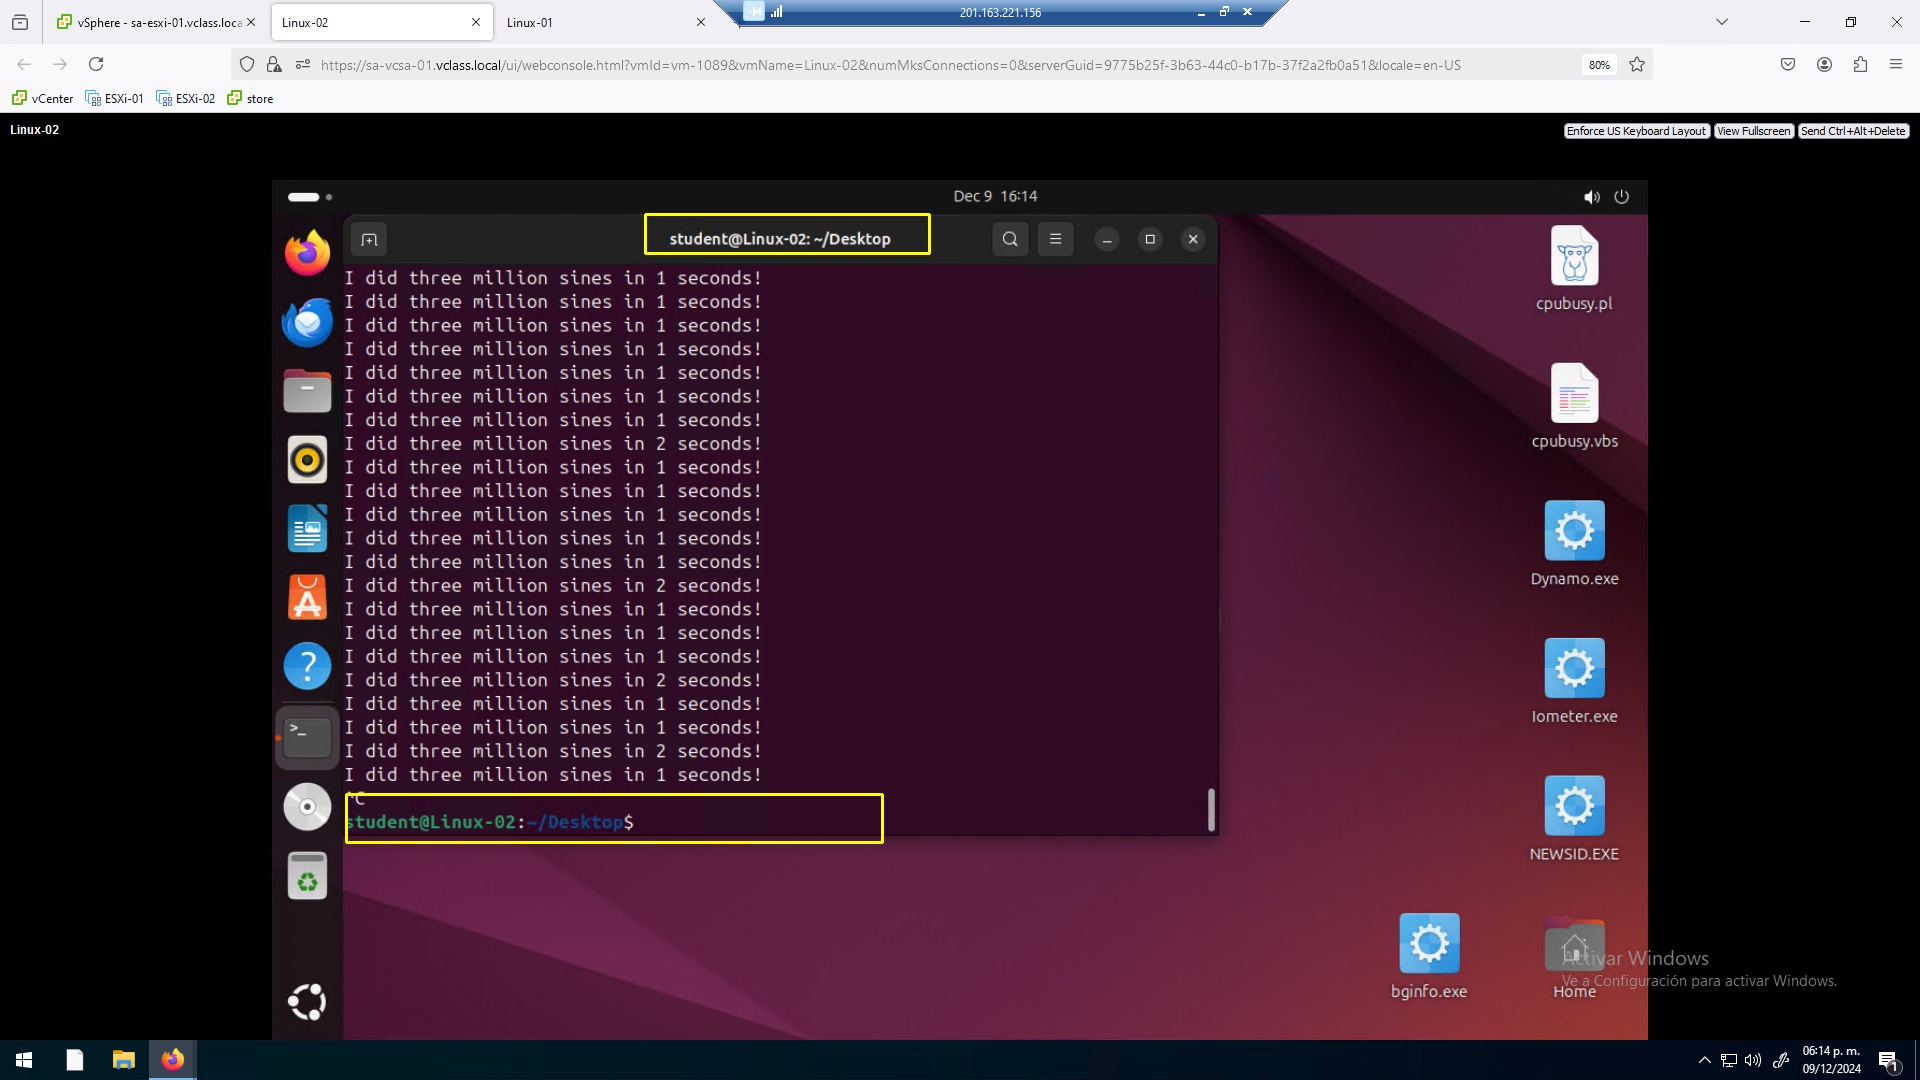 vSphere - sa-esxi-01.vclass.loca
Linux-02
Linux-01
201.163.221.156
https://sa-vcsa-01.vclass.local/ui/webconsole.html?vmId=vm-1089&vmName=Linux-02&numMksConnections=0&serverGuid=9775b25f-3b63-44c0-b17b-37f2a2fb0a51&locale=en-US
80%
vCenter
ESXi-01
ESXi-02
store
Linux-02
Enforce US Keyboard Layout
View Fullscreen
Send Ctrl+Alt+Delete
Dec 9 16:14
student@Linux-02: ~/Desktop
I did three million sines in 1 seconds!
I did three million sines in 1 seconds!
I did three million sines in 1 seconds!
I did three million sines in 1 seconds!
I did three million sines in 1 seconds!
I did three million sines in 1 seconds!
I did three million sines in 1 seconds!
I did three million sines in 2 seconds!
I did three million sines in 1 seconds!
I did three million sines in 1 seconds!
I did three million sines in 1 seconds!
I did three million sines in 1 seconds!
I did three million sines in 1 seconds!
I did three million sines in 2 seconds!
I did three million sines in 1 seconds!
I did three million sines in 1 seconds!
I did three million sines in 1 seconds!
I did three million sines in 2 seconds!
I did three million sines in 1 seconds!
I did three million sines in 1 seconds!
I did three million sines in 2 seconds!
I did three million sines in 1 seconds!
^C
student@Linux-02:~/Desktop$
cpubusy.pl
cpubusy.vbs
Dynamo.exe
Iometer.exe
NEWSID.EXE
bginfo.exe
Home
Activar Windows
Ve a Configuración para activar Windows.
06:14 p. m.
09/12/2024
1